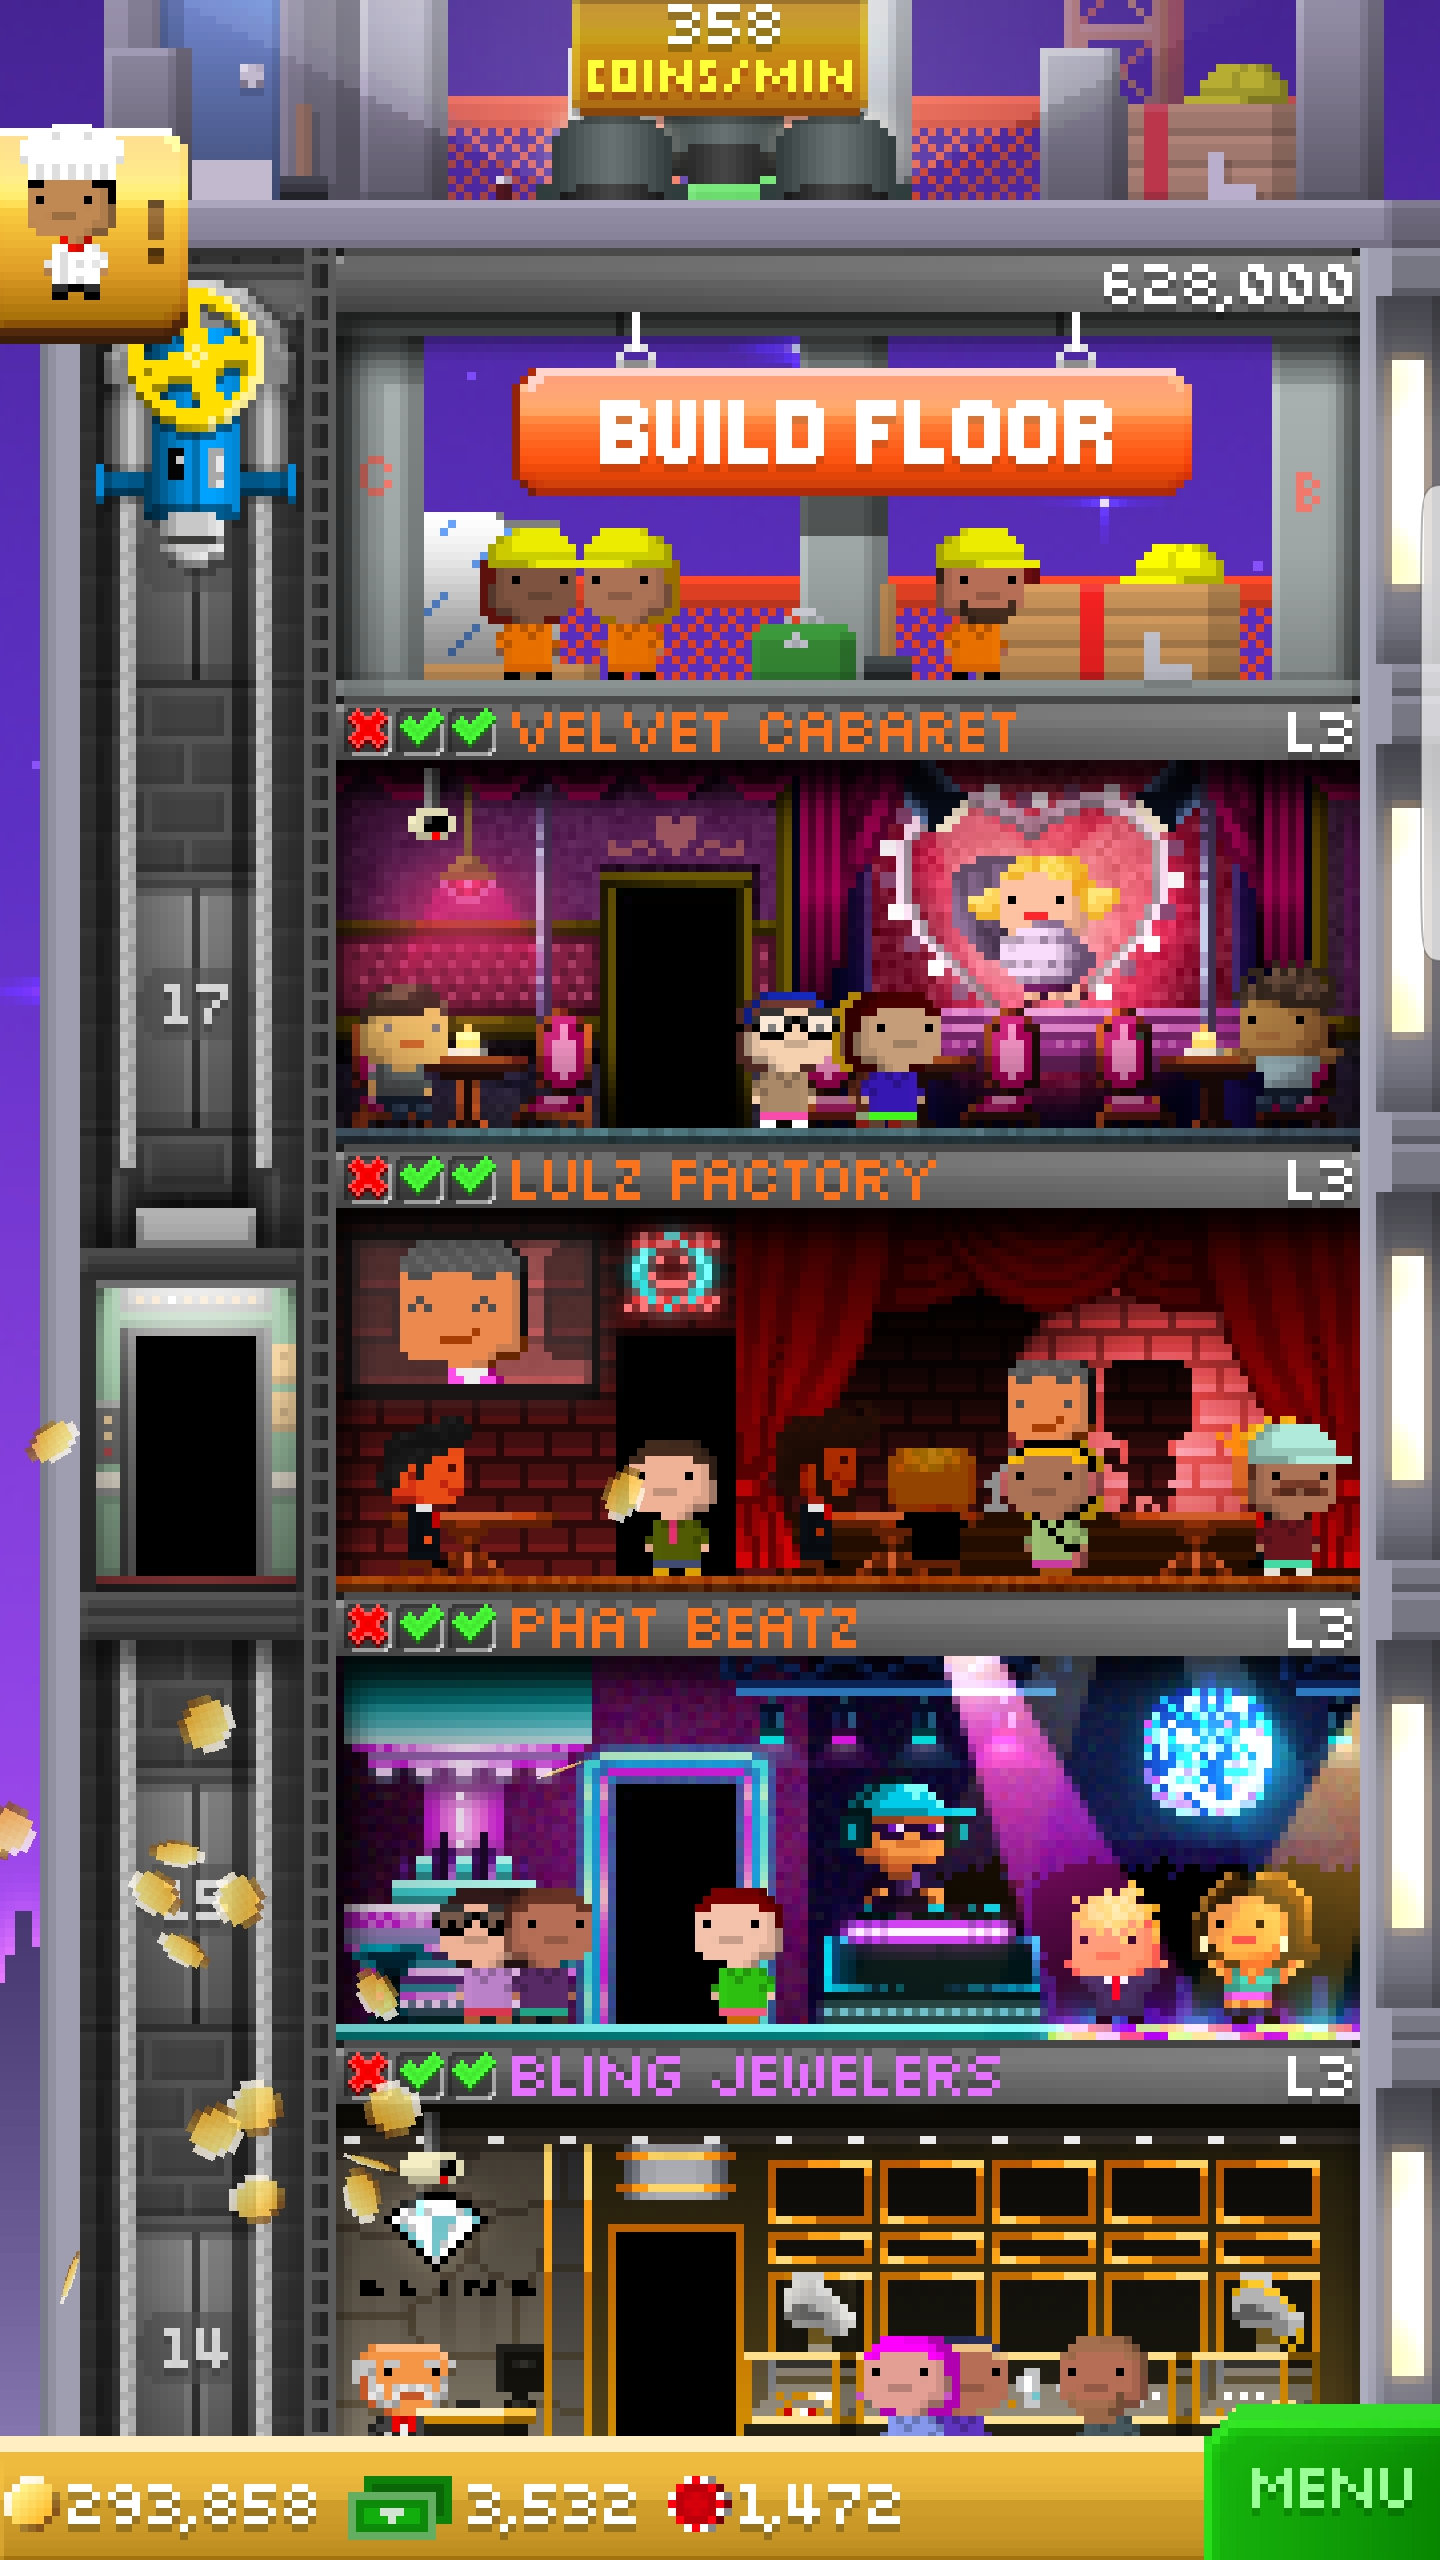 358
COINS/MIN
628,000
C
BUILD FLOOR
B
VELVET CABARET L3
17
LULZ FACTORY L3
PHAT BEATZ L3
15
BLING JEWELERS L3
BLING
14
293,858 3,532 1,472
MENU